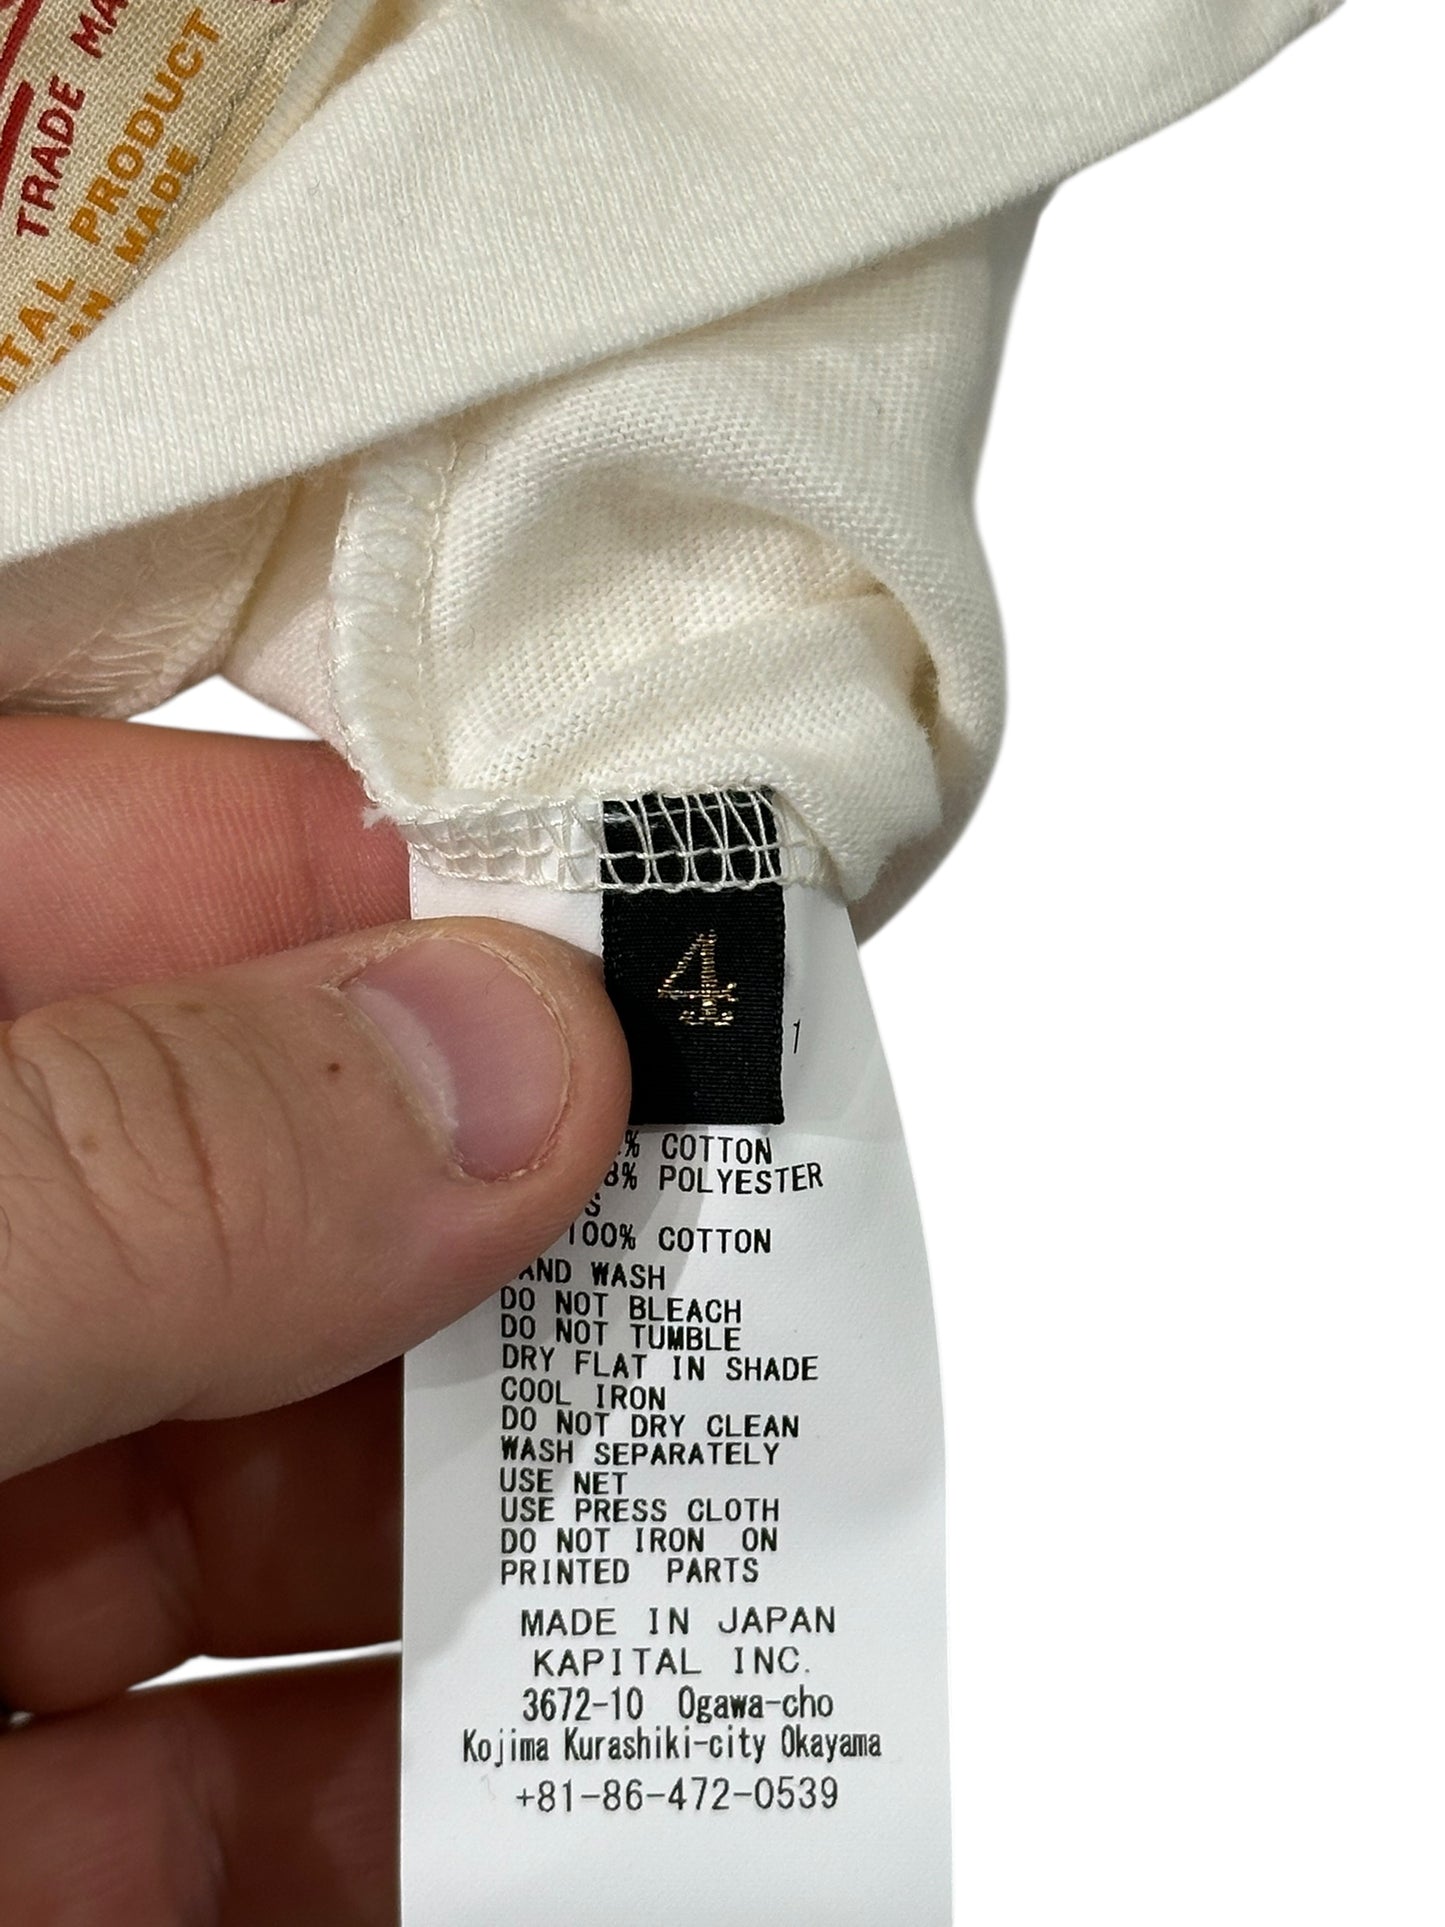 TRADE MA
PRODUCT
MADE
ITAL
4
1
% COTTON
8% POLYESTER
S
100% COTTON
AND WASH
DO NOT BLEACH
DO NOT TUMBLE
DRY FLAT IN SHADE
COOL IRON
DO NOT DRY CLEAN
WASH SEPARATELY
USE NET
USE PRESS CLOTH
DO NOT IRON ON
PRINTED PARTS
MADE IN JAPAN
KAPITAL INC.
3672-10 Ogawa-cho
Kojima Kurashiki-city Okayama
+81-86-472-0539